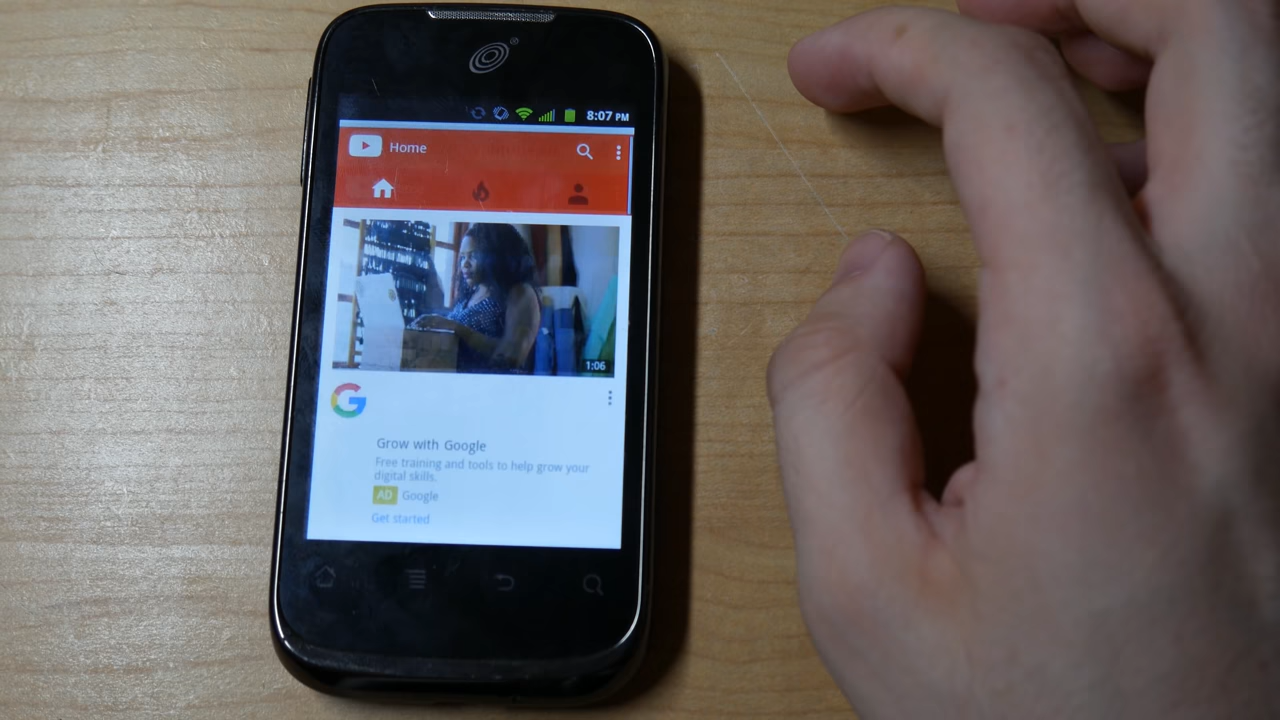 8:07 PM
Home
1:06
Grow with Google
Free training and tools to help grow your
digital skills.
AD Google
Get started